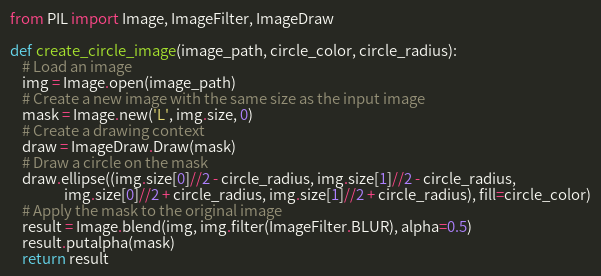 from PIL import Image, ImageFilter, ImageDraw

def create_circle_image(image_path, circle_color, circle_radius):
    # Load an image
    img = Image.open(image_path)
    # Create a new image with the same size as the input image
    mask = Image.new('L', img.size, 0)
    # Create a drawing context
    draw = ImageDraw.Draw(mask)
    # Draw a circle on the mask
    draw.ellipse((img.size[0]//2 - circle_radius, img.size[1]//2 - circle_radius,
                  img.size[0]//2 + circle_radius, img.size[1]//2 + circle_radius), fill=circle_color)
    # Apply the mask to the original image
    result = Image.blend(img, img.filter(ImageFilter.BLUR), alpha=0.5)
    result.putalpha(mask)
    return result